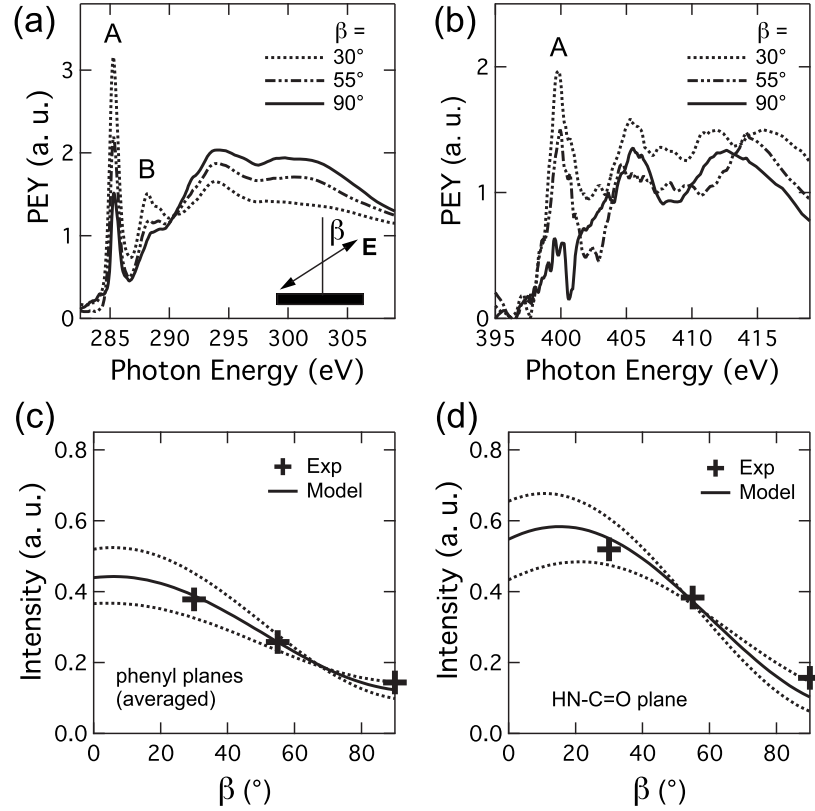 (a)
A
B
β =
30°
55°
90°
3
2
1
0
PEY (a. u.)
β
E
285 290 295 300 305
Photon Energy (eV)
(b)
A
β =
30°
55°
90°
2
1
0
PEY (a. u.)
395 400 405 410 415
Photon Energy (eV)
(c)
0.8
0.6
0.4
0.2
0.0
Intensity (a. u.)
Exp
Model
phenyl planes
(averaged)
0 20 40 60 80
β (°)
(d)
0.8
0.6
0.4
0.2
0.0
Intensity (a. u.)
Exp
Model
HN-C=O plane
0 20 40 60 80
β (°)